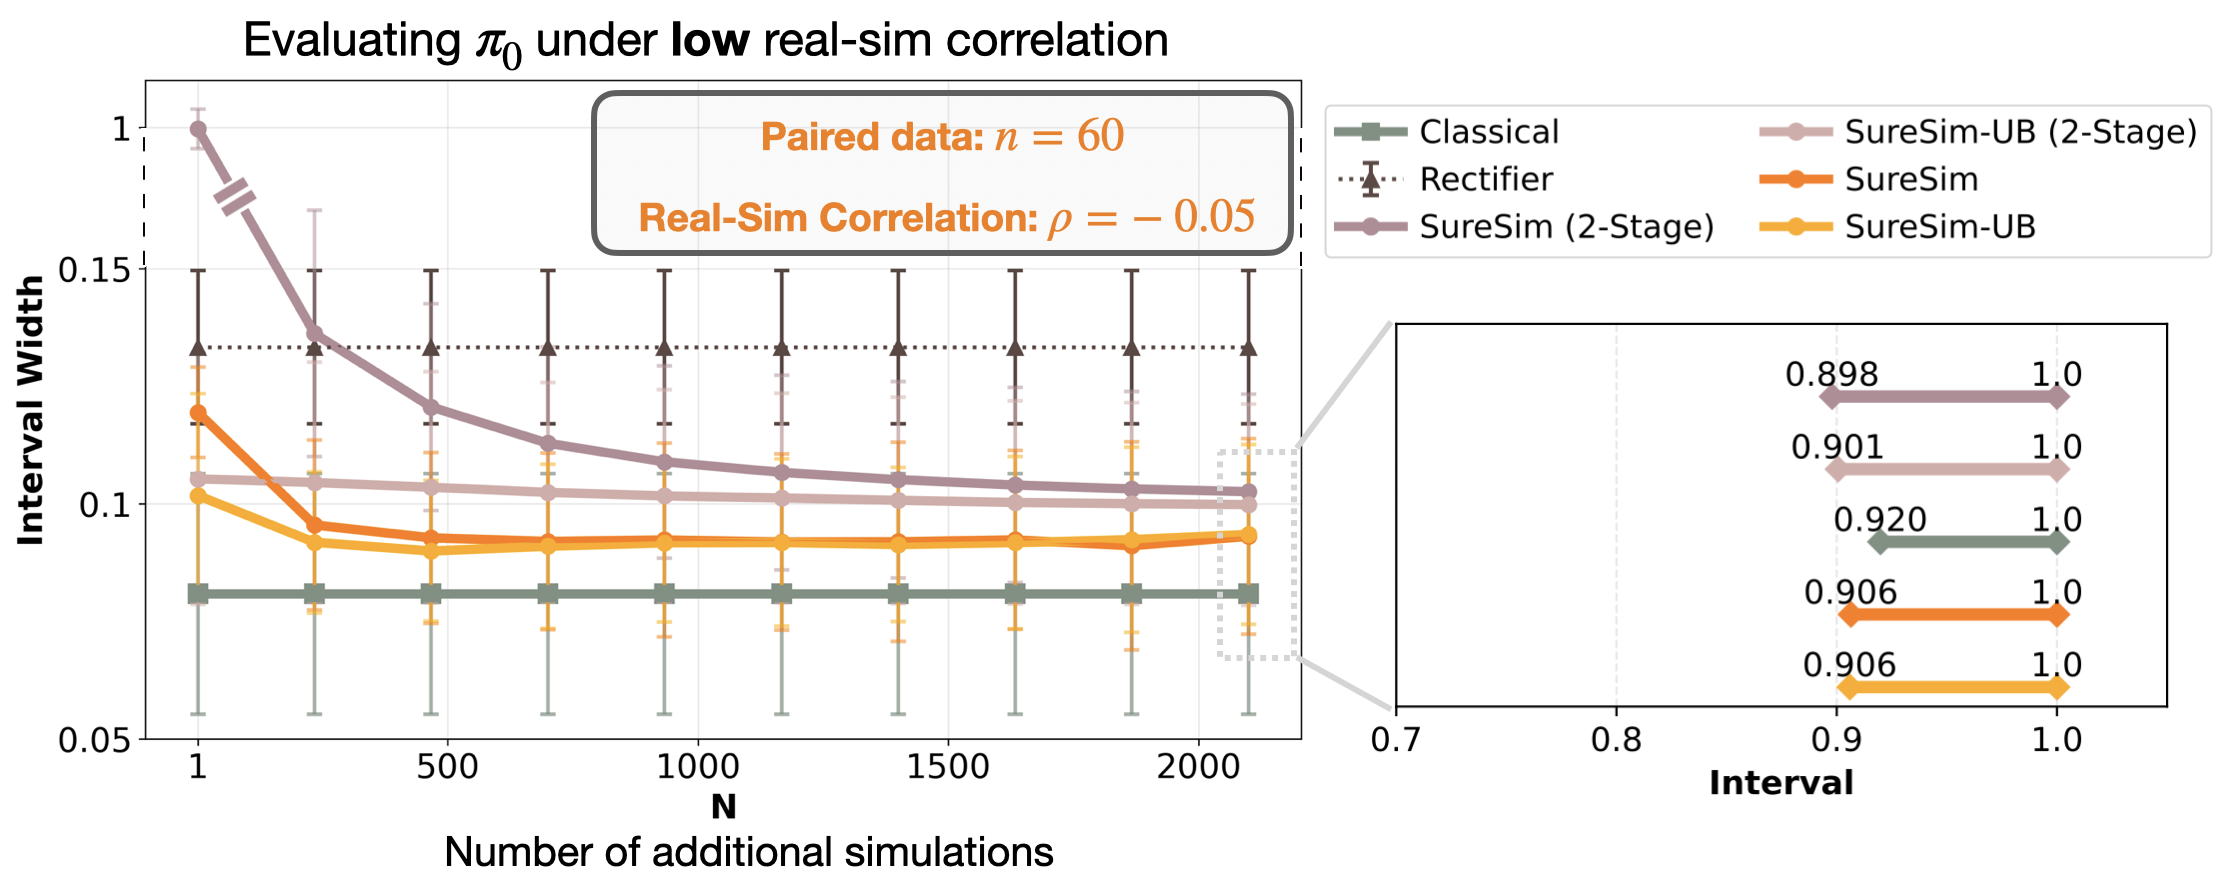 Evaluating π₀ under low real-sim correlation
Paired data: n = 60
Real-Sim Correlation: ρ = − 0.05
Interval Width
1
0.15
0.1
0.05
1 500 1000 1500 2000
N
Number of additional simulations
Classical
Rectifier
SureSim (2-Stage)
SureSim-UB (2-Stage)
SureSim
SureSim-UB
0.898 1.0
0.901 1.0
0.920 1.0
0.906 1.0
0.906 1.0
0.7 0.8 0.9 1.0
Interval